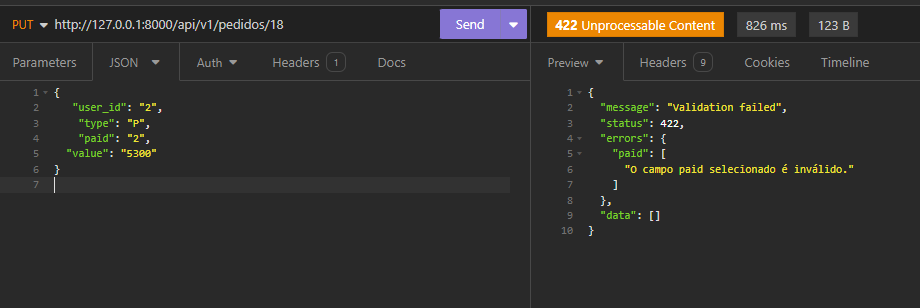 PUT http://127.0.0.1:8000/api/v1/pedidos/18 Send
422 Unprocessable Content 826 ms 123 B
Parameters JSON Auth Headers 1 Docs
Preview Headers 9 Cookies Timeline
1 {
2 "user_id": "2",
3 "type": "P",
4 "paid": "2",
5 "value": "5300"
6 }
7
1 {
2 "message": "Validation failed",
3 "status": 422,
4 "errors": {
5 "paid": [
6 "O campo paid selecionado é inválido."
7 ]
8 },
9 "data": []
10 }